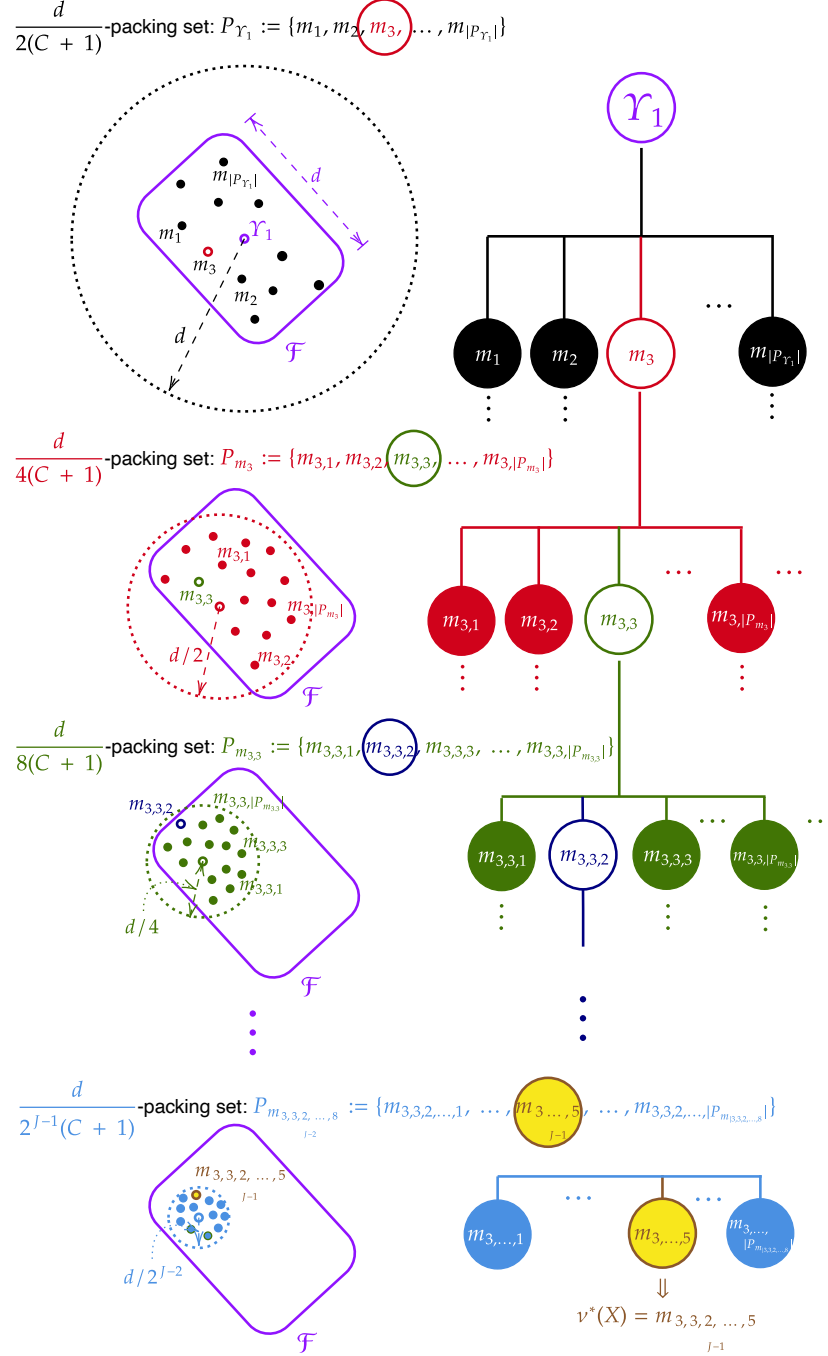 d/2(C + 1)-packing set: P_{Υ_1} := {m_1, m_2, m_3, …, m_{|P_{Υ_1}|}}
Υ_1
d
m_{|P_{Υ_1}|}
m_1
Υ_1
m_3
m_2
d
ℱ
m_1 m_2 m_3 … m_{|P_{Υ_1}|}
d/4(C + 1)-packing set: P_{m_3} := {m_{3,1}, m_{3,2}, m_{3,3}, …, m_{3,|P_{m_3}|}}
m_{3,1}
m_{3,3}
m_{3,|P_{m_3}|}
d/2
m_{3,2}
ℱ
m_{3,1} m_{3,2} m_{3,3} … m_{3,|P_{m_3}|} …
d/8(C + 1)-packing set: P_{m_{3,3}} := {m_{3,3,1}, m_{3,3,2}, m_{3,3,3}, …, m_{3,3,|P_{m_{3,3}}|}}
m_{3,3,2}
m_{3,3,|P_{m_{3,3}}|}
m_{3,3,3}
m_{3,3,1}
d/4
ℱ
m_{3,3,1} m_{3,3,2} m_{3,3,3} … m_{3,3,|P_{m_{3,3}}|} …
d/2^{J−1}(C + 1)-packing set: P_{m_{3,3,2, …, 8}} := {m_{3,3,2,…,1}, …, m_{3 …, 5}, …, m_{3,3,2,…,|P_{m_{3,3,2,…,8}}|}}
J−2
J−1
m_{3, 3, 2, …, 5}
J−1
d/2^{J−2}
ℱ
m_{3,…,1} … m_{3,…,5} … m_{3,…, |P_{m_{3,3,2,…,8}}|}
⇓
ν*(X) = m_{3, 3, 2, …, 5}
J−1